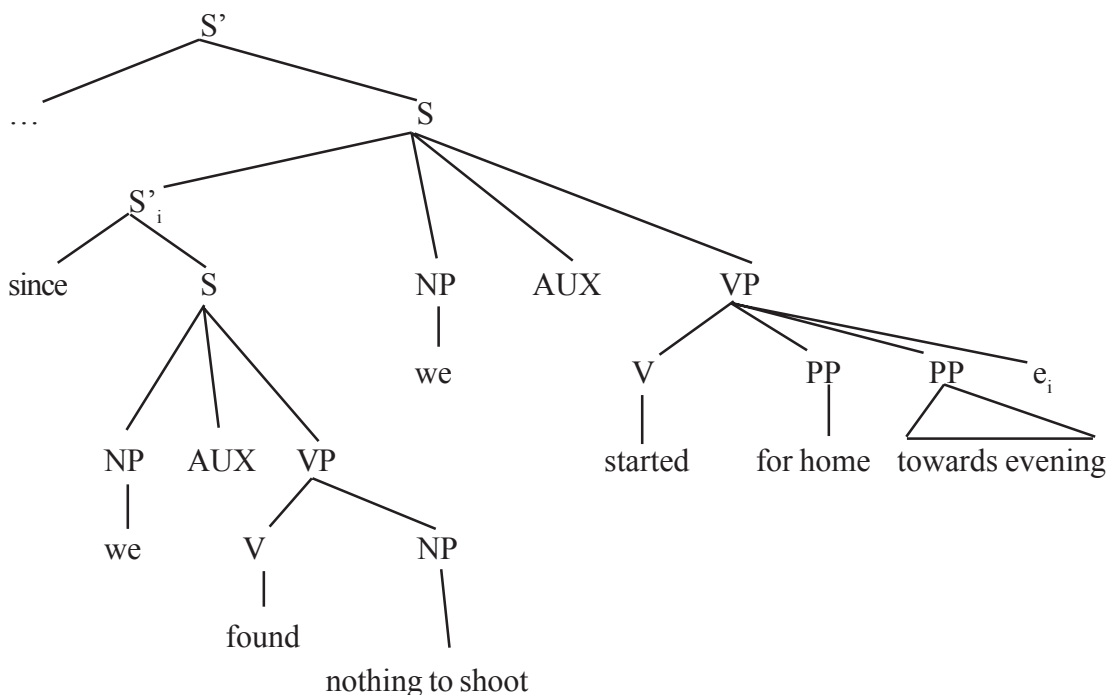 S’
… S
S’i
since S NP AUX VP
we V PP PP ei
NP AUX VP started for home towards evening
we V NP
found
nothing to shoot